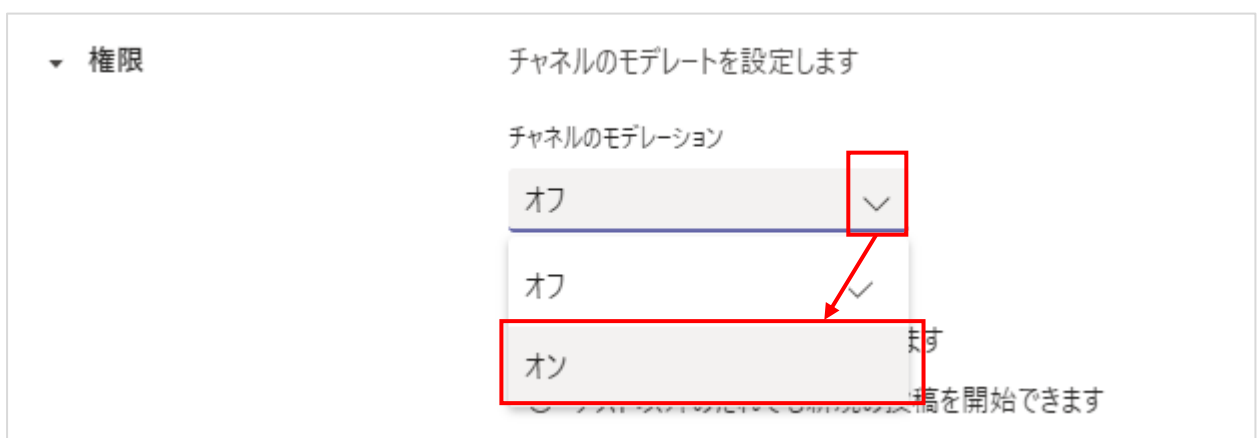 権限
チャネルのモデレートを設定します
チャネルのモデレーション
オフ
オフ
ます
オン
稿を開始できます